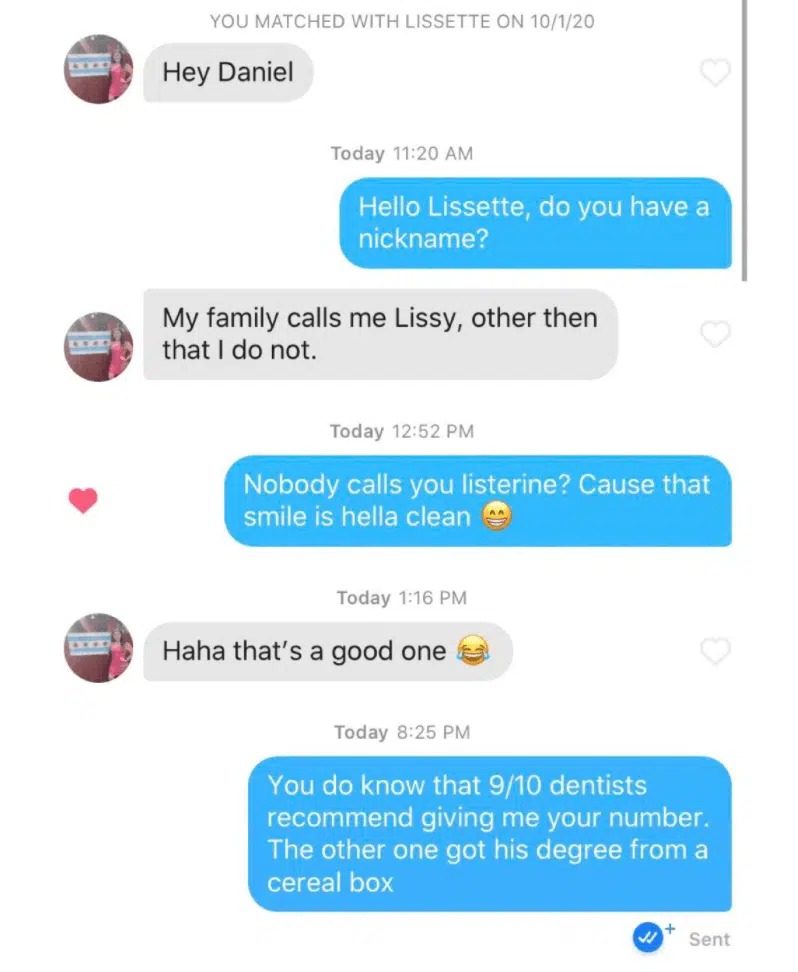 YOU MATCHED WITH LISSETTE ON 10/1/20
Hey Daniel
Today 11:20 AM
Hello Lissette, do you have a
nickname?
My family calls me Lissy, other then
that I do not.
Today 12:52 PM
Nobody calls you listerine? Cause that
smile is hella clean 😁
Today 1:16 PM
Haha that's a good one 😂
Today 8:25 PM
You do know that 9/10 dentists
recommend giving me your number.
The other one got his degree from a
cereal box
Sent